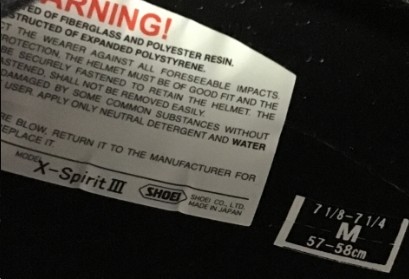 ARNING!
TED OF FIBERGLASS AND POLYESTER RESIN.
STRUCTED OF EXPANDED POLYSTYRENE.
CT THE WEARER AGAINST ALL FORESEEABLE IMPACTS.
PROTECTION, THE HELMET MUST BE OF GOOD FIT AND THE
BE SECURELY FASTENED TO RETAIN THE HELMET. THE
ASTENED, SHALL NOT BE REMOVED EASILY.
DAMAGED BY SOME COMMON SUBSTANCES WITHOUT
USER. APPLY ONLY NEUTRAL DETERGENT AND WATER
RE BLOW, RETURN IT TO THE MANUFACTURER FOR
EPLACE IT.
MODEL
X-Spirit III
SHOEI
SHOEI CO., LTD.
MADE IN JAPAN
7 1/8-7 1/4
M
57-58cm